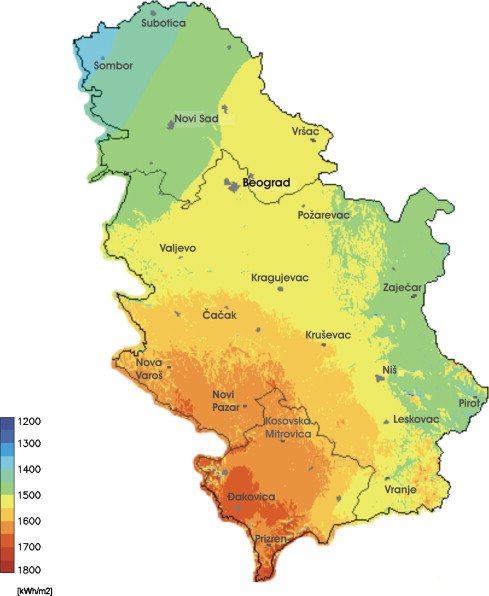 Subotica
Sombor
Novi Sad
Vršac
Beograd
Požarevac
Valjevo
Kragujevac
Zaječar
Čačak
Kruševac
Nova
Varoš
Niš
Novi
Pazar
Pirot
Kosovska
Mitrovica
Leskovac
Đakovica
Vranje
Prizren
1200
1300
1400
1500
1600
1700
1800
[kWh/m2]